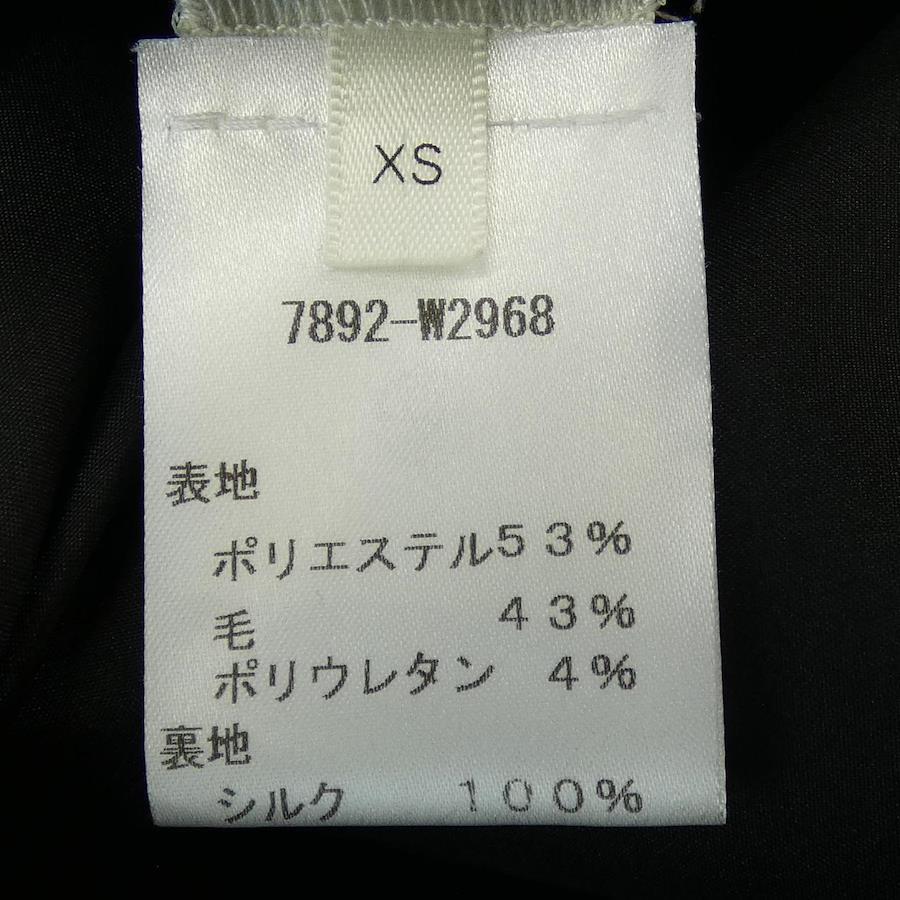 XS
7892-W2968
表地
ポリエステル53%
毛 43%
ポリウレタン 4%
裏地
シルク 100%